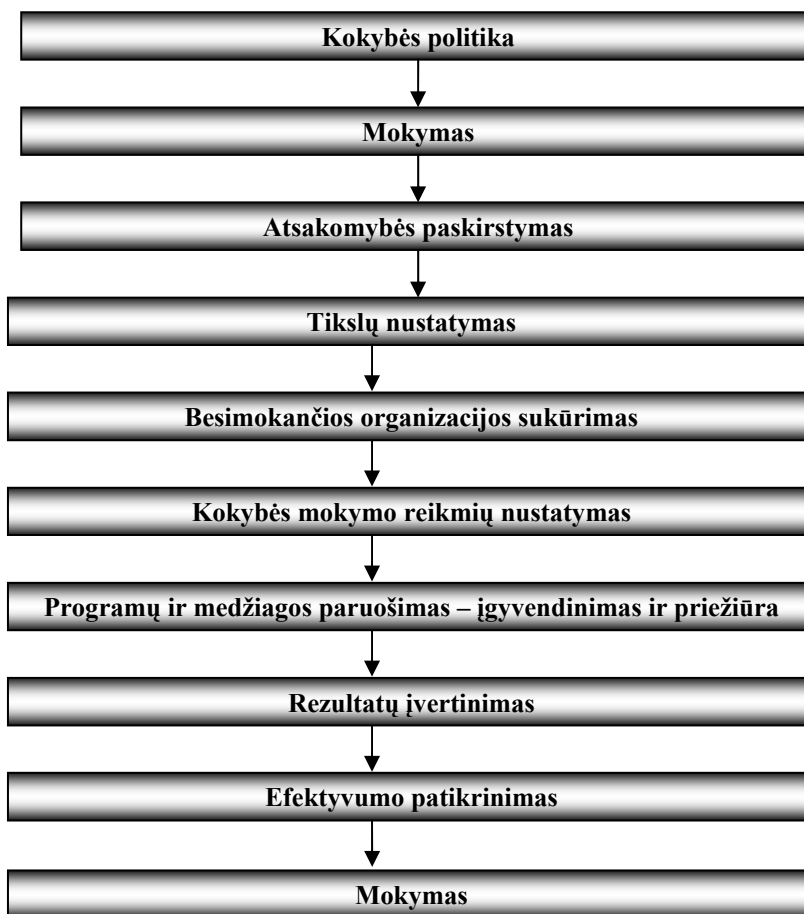 Kokybės politika
Mokymas
Atsakomybės paskirstymas
Tikslų nustatymas
Besimokančios organizacijos sukūrimas
Kokybės mokymo reikmių nustatymas
Programų ir medžiagos paruošimas – įgyvendinimas ir priežiūra
Rezultatų įvertinimas
Efektyvumo patikrinimas
Mokymas